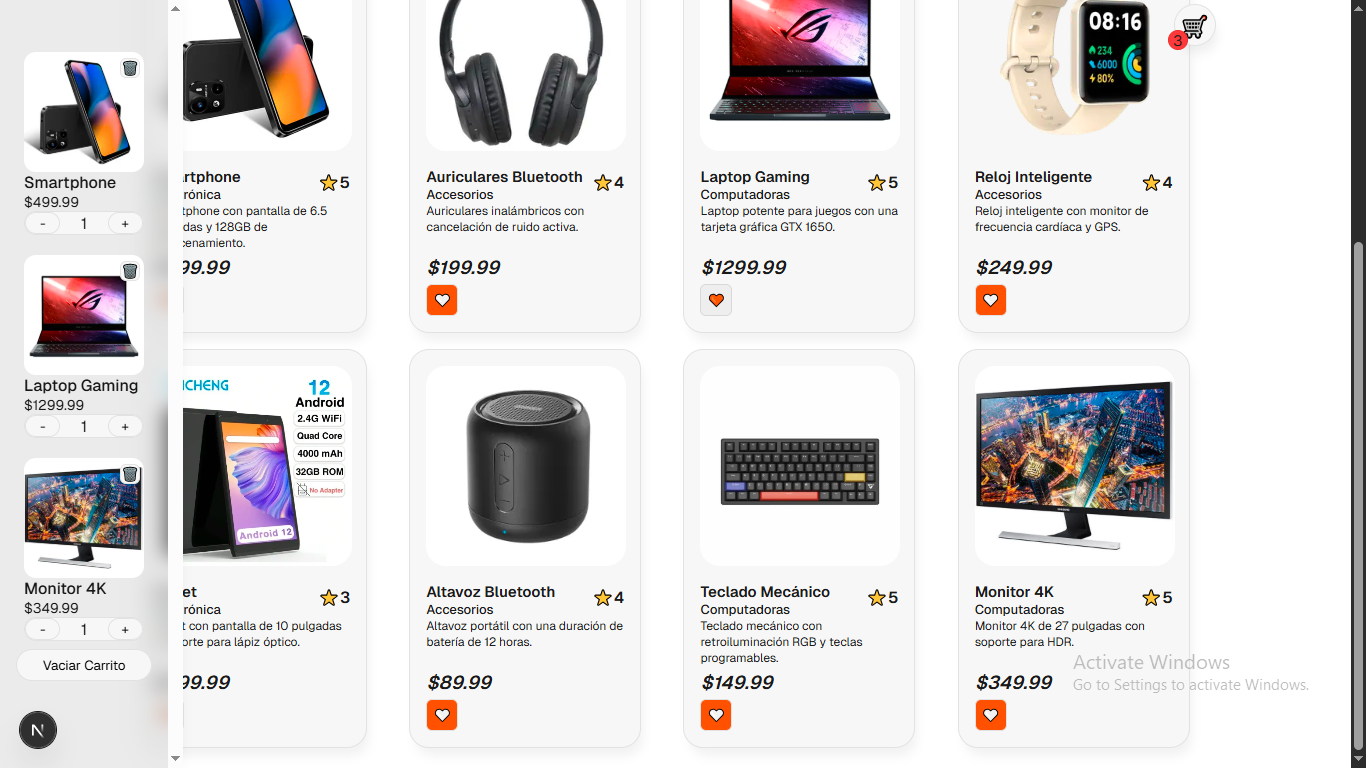 Smartphone
$499.99
- 1 +
Laptop Gaming
$1299.99
- 1 +
Monitor 4K
$349.99
- 1 +
Vaciar Carrito
N
3
08:16
234
6000
80%
rtphone
5
rónica
tphone con pantalla de 6.5
das y 128GB de
cenamiento.
99.99
Auriculares Bluetooth
4
Accesorios
Auriculares inalámbricos con
cancelación de ruido activa.
$199.99
Laptop Gaming
5
Computadoras
Laptop potente para juegos con una
tarjeta gráfica GTX 1650.
$1299.99
Reloj Inteligente
4
Accesorios
Reloj inteligente con monitor de
frecuencia cardíaca y GPS.
$249.99
ICHENG
12
Android
2.4G WiFi
Quad Core
4000 mAh
32GB ROM
No Adapter
Android 12
et
3
rónica
t con pantalla de 10 pulgadas
orte para lápiz óptico.
99.99
Altavoz Bluetooth
4
Accesorios
Altavoz portátil con una duración de
batería de 12 horas.
$89.99
Teclado Mecánico
5
Computadoras
Teclado mecánico con
retroiluminación RGB y teclas
programables.
$149.99
Monitor 4K
5
Computadoras
Monitor 4K de 27 pulgadas con
soporte para HDR.
$349.99
Activate Windows
Go to Settings to activate Windows.